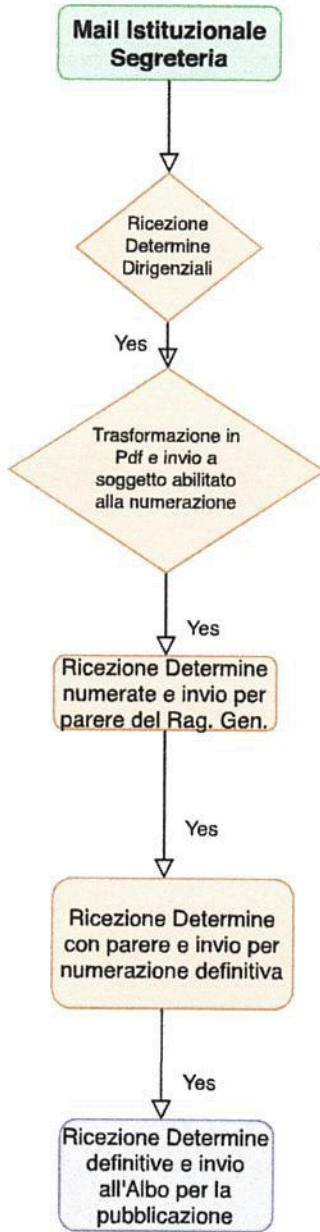 Mail Istituzionale
Segreteria
Ricezione
Determine
Dirigenziali
Yes
Trasformazione in
Pdf e invio a
soggetto abilitato
alla numerazione
Yes
Ricezione Determine
numerate e invio per
parere del Rag. Gen.
Yes
Ricezione Determine
con parere e invio per
numerazione definitiva
Yes
Ricezione Determine
definitive e invio
all'Albo per la
pubblicazione